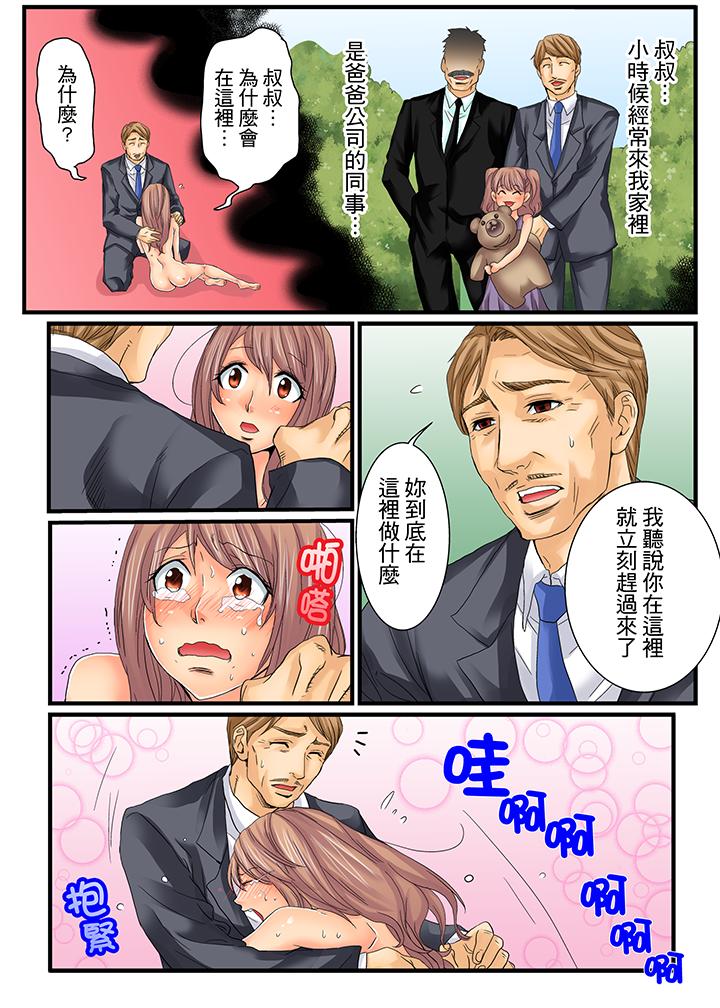 叔叔…
小時候經常來我家裡
是爸爸公司的同事…
叔叔…
為什麼會
在這裡…
為什麼？
我聽說你在這裡
就立刻趕過來了
妳到底在
這裡做什麼
啪嗒
哇啊啊啊啊啊
抱緊